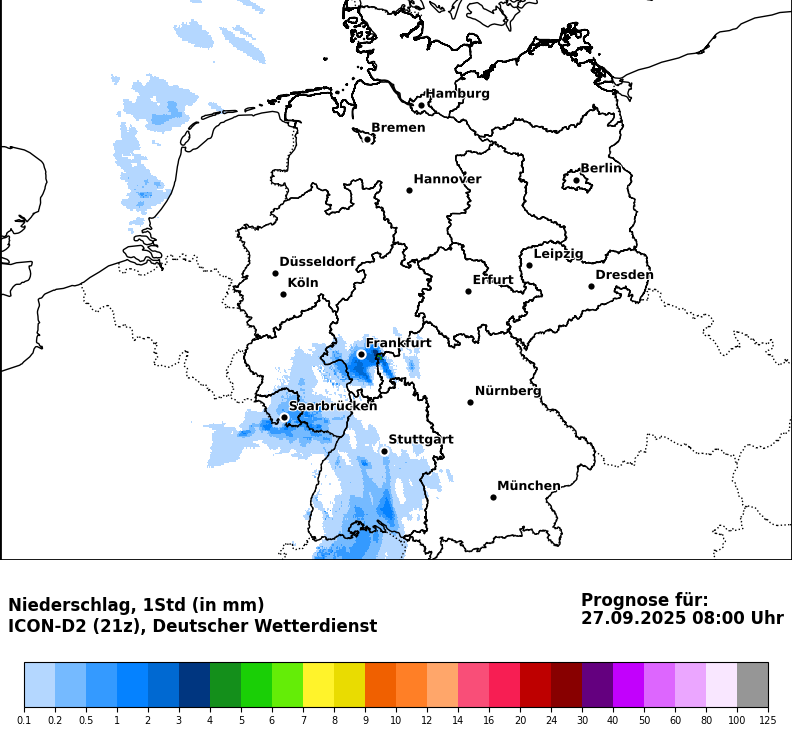 Hamburg
Bremen
Berlin
Hannover
Leipzig
Düsseldorf
Dresden
Köln
Erfurt
Frankfurt
Nürnberg
Saarbrücken
Stuttgart
München
Niederschlag, 1Std (in mm)
ICON-D2 (21z), Deutscher Wetterdienst
Prognose für:
27.09.2025 08:00 Uhr
0.1 0.2 0.5 1 2 3 4 5 6 7 8 9 10 12 14 16 20 24 30 40 50 60 80 100 125